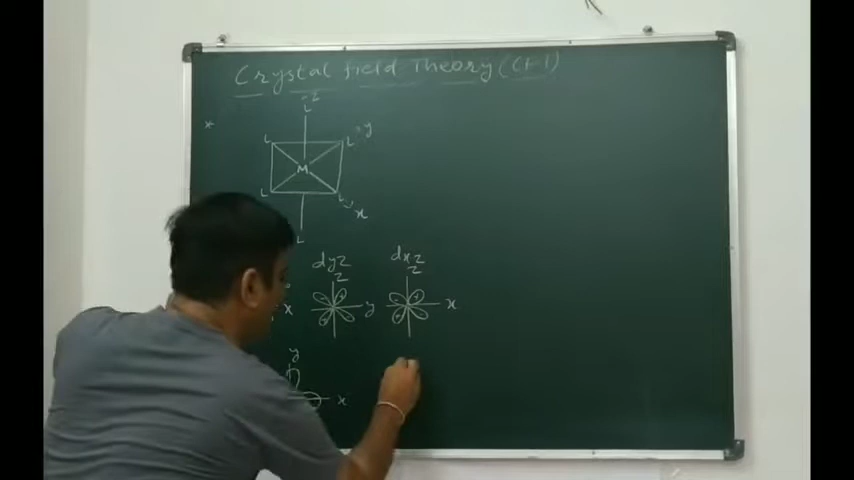 Crystal field Theory (CFT)
*
L Z
L L y
M
L L x
L
dyz dxz
z z
x y x
y
x